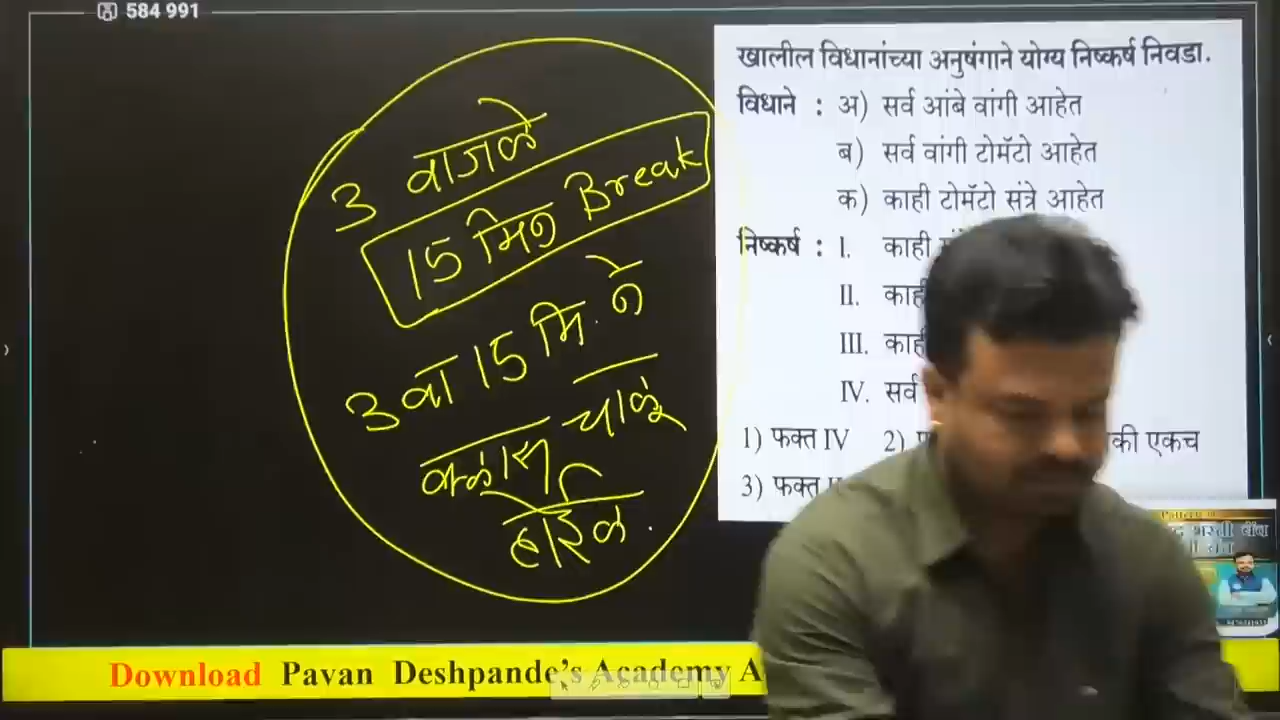 584 991
3 वाजले
15 मिन Break
3 वा 15 मि. ने
क्लास चालू
होईल.
खालील विधानांच्या अनुषंगाने योग्य निष्कर्ष निवडा.
विधाने : अ) सर्व आंबे वांगी आहेत
ब) सर्व वांगी टोमॅटो आहेत
क) काही टोमॅटो संत्रे आहेत
निष्कर्ष : I. काही
II. काही
III. काही
IV. सर्व
1) फक्त IV 2) एकच
3) फक्त
Download Pavan Deshpande's Academy A